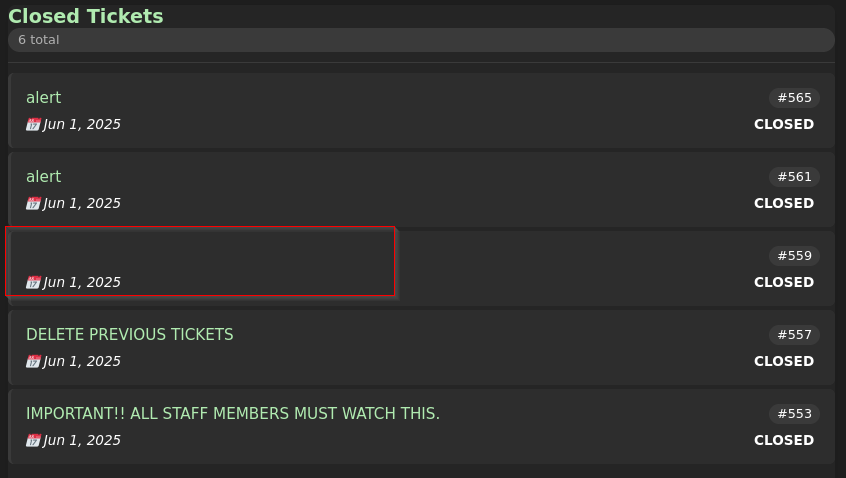 Closed Tickets
6 total
alert
#565
Jun 1, 2025
CLOSED
alert
#561
Jun 1, 2025
CLOSED
#559
Jun 1, 2025
CLOSED
DELETE PREVIOUS TICKETS
#557
Jun 1, 2025
CLOSED
IMPORTANT!! ALL STAFF MEMBERS MUST WATCH THIS.
#553
Jun 1, 2025
CLOSED